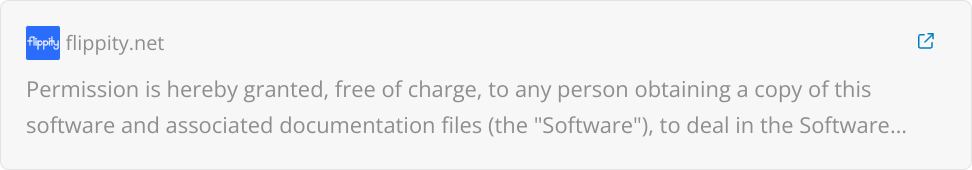 flippity flippity.net
Permission is hereby granted, free of charge, to any person obtaining a copy of this
software and associated documentation files (the "Software"), to deal in the Software...